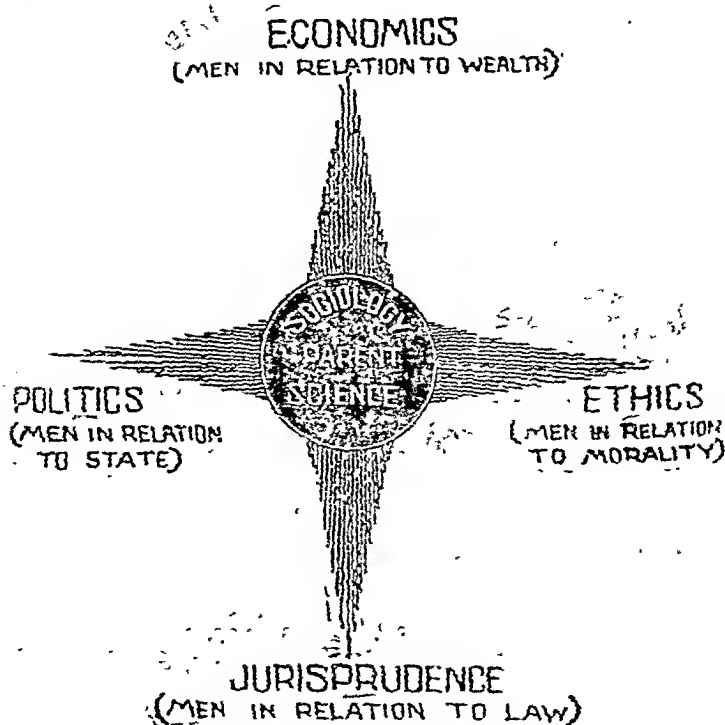 ECONOMICS
(MEN IN RELATION TO WEALTH)
SOCIOLOGY
PARENT
SCIENCE
POLITICS
(MEN IN RELATION
TO STATE)
ETHICS
(MEN IN RELATION
TO MORALITY)
JURISPRUDENCE
(MEN IN RELATION TO LAW)